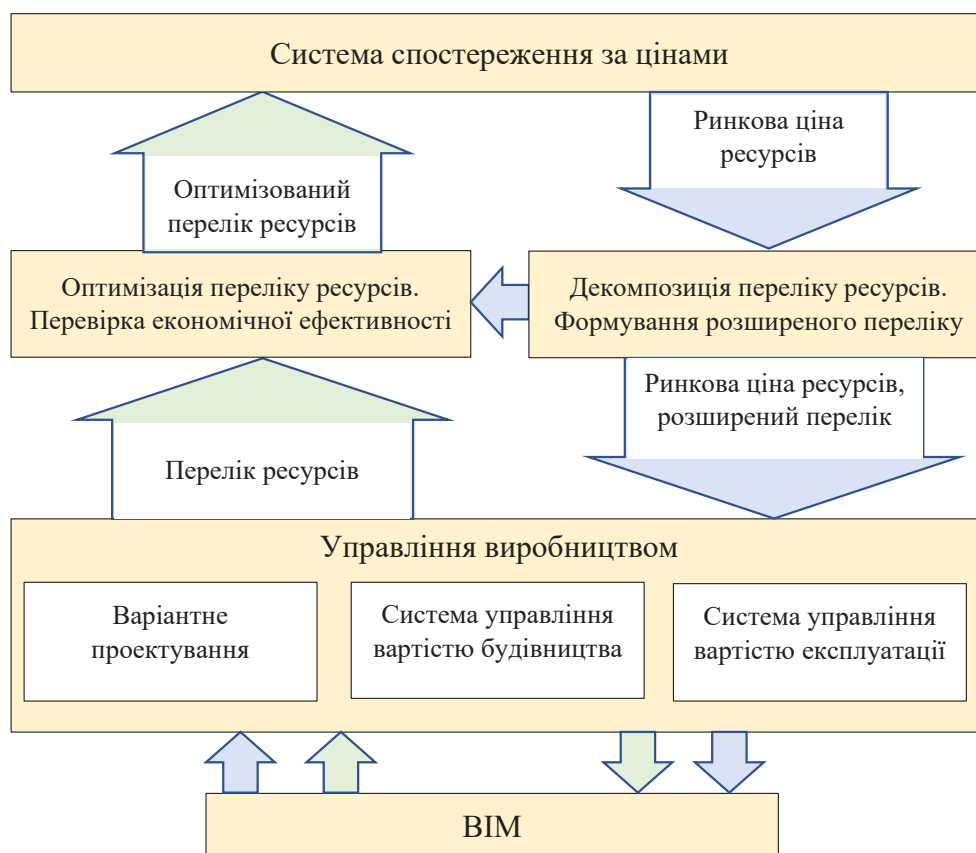 Система спостереження за цінами
Ринкова ціна
ресурсів
Оптимізований
перелік ресурсів
Оптимізація переліку ресурсів.
Перевірка економічної ефективності
Декомпозиція переліку ресурсів.
Формування розширеного переліку
Ринкова ціна ресурсів,
розширений перелік
Перелік ресурсів
Управління виробництвом
Варіантне
проектування
Система управління
вартістю будівництва
Система управління
вартістю експлуатації
ВІМ